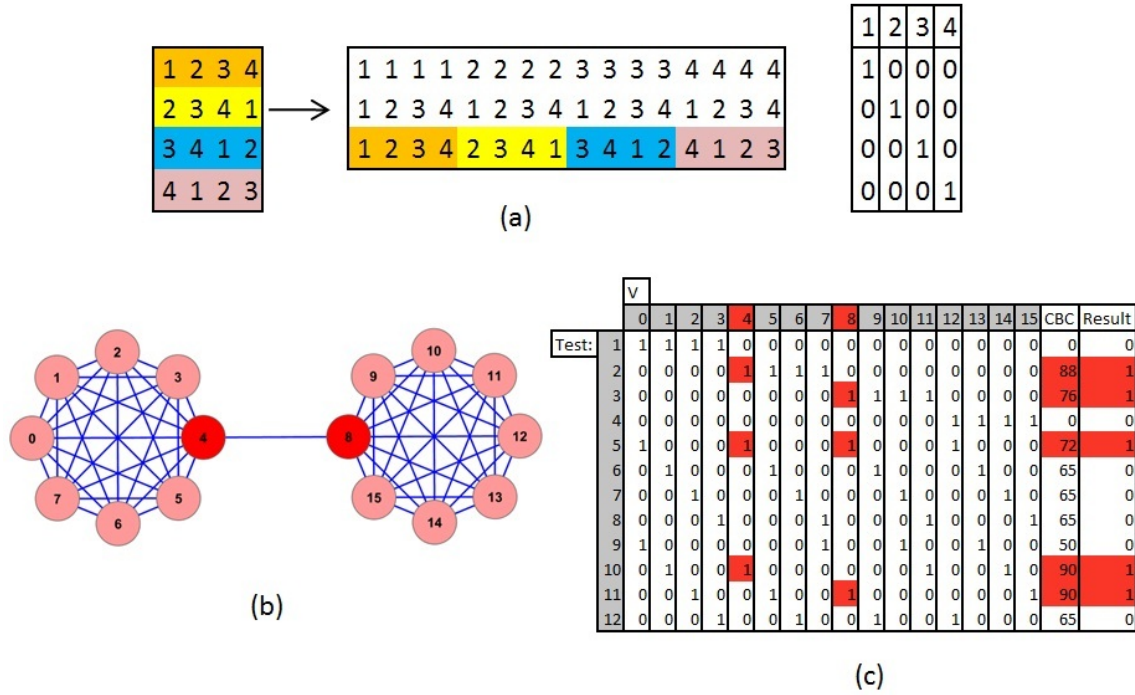 1 2 3 4
2 3 4 1
3 4 1 2
4 1 2 3
1 1 1 1 2 2 2 2 3 3 3 3 4 4 4 4
1 2 3 4 1 2 3 4 1 2 3 4 1 2 3 4
1 2 3 4 2 3 4 1 3 4 1 2 4 1 2 3
1 2 3 4
1 0 0 0
0 1 0 0
0 0 1 0
0 0 0 1
(a)
2
1 3
0 4
7 5
6
10
9 11
8 12
15 13
14
(b)
V
0 1 2 3 4 5 6 7 8 9 10 11 12 13 14 15 CBC Result
Test: 1 1 1 1 1 0 0 0 0 0 0 0 0 0 0 0 0 0 0
2 0 0 0 0 1 1 1 1 0 0 0 0 0 0 0 0 88 1
3 0 0 0 0 0 0 0 0 1 1 1 1 0 0 0 0 76 1
4 0 0 0 0 0 0 0 0 0 0 0 0 1 1 1 1 0 0
5 1 0 0 0 1 0 0 0 1 0 0 0 1 0 0 0 72 1
6 0 1 0 0 0 1 0 0 0 1 0 0 0 1 0 0 65 0
7 0 0 1 0 0 0 1 0 0 0 1 0 0 0 1 0 65 0
8 0 0 0 1 0 0 0 1 0 0 0 1 0 0 0 1 65 0
9 1 0 0 0 0 0 0 1 0 0 1 0 0 1 0 0 50 0
10 0 1 0 0 1 0 0 0 0 0 0 1 0 0 1 0 90 1
11 0 0 1 0 0 1 0 0 1 0 0 0 0 0 0 1 90 1
12 0 0 0 1 0 0 1 0 0 1 0 0 1 0 0 0 65 0
(c)